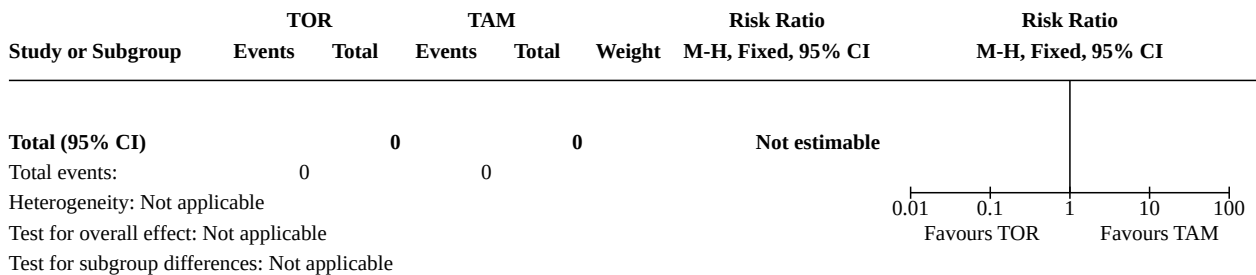 TOR TAM Risk Ratio Risk Ratio
Study or Subgroup Events Total Events Total Weight M-H, Fixed, 95% CI M-H, Fixed, 95% CI
Total (95% CI) 0 0 Not estimable
Total events: 0 0
Heterogeneity: Not applicable
Test for overall effect: Not applicable
Test for subgroup differences: Not applicable
0.01 0.1 1 10 100
Favours TOR Favours TAM